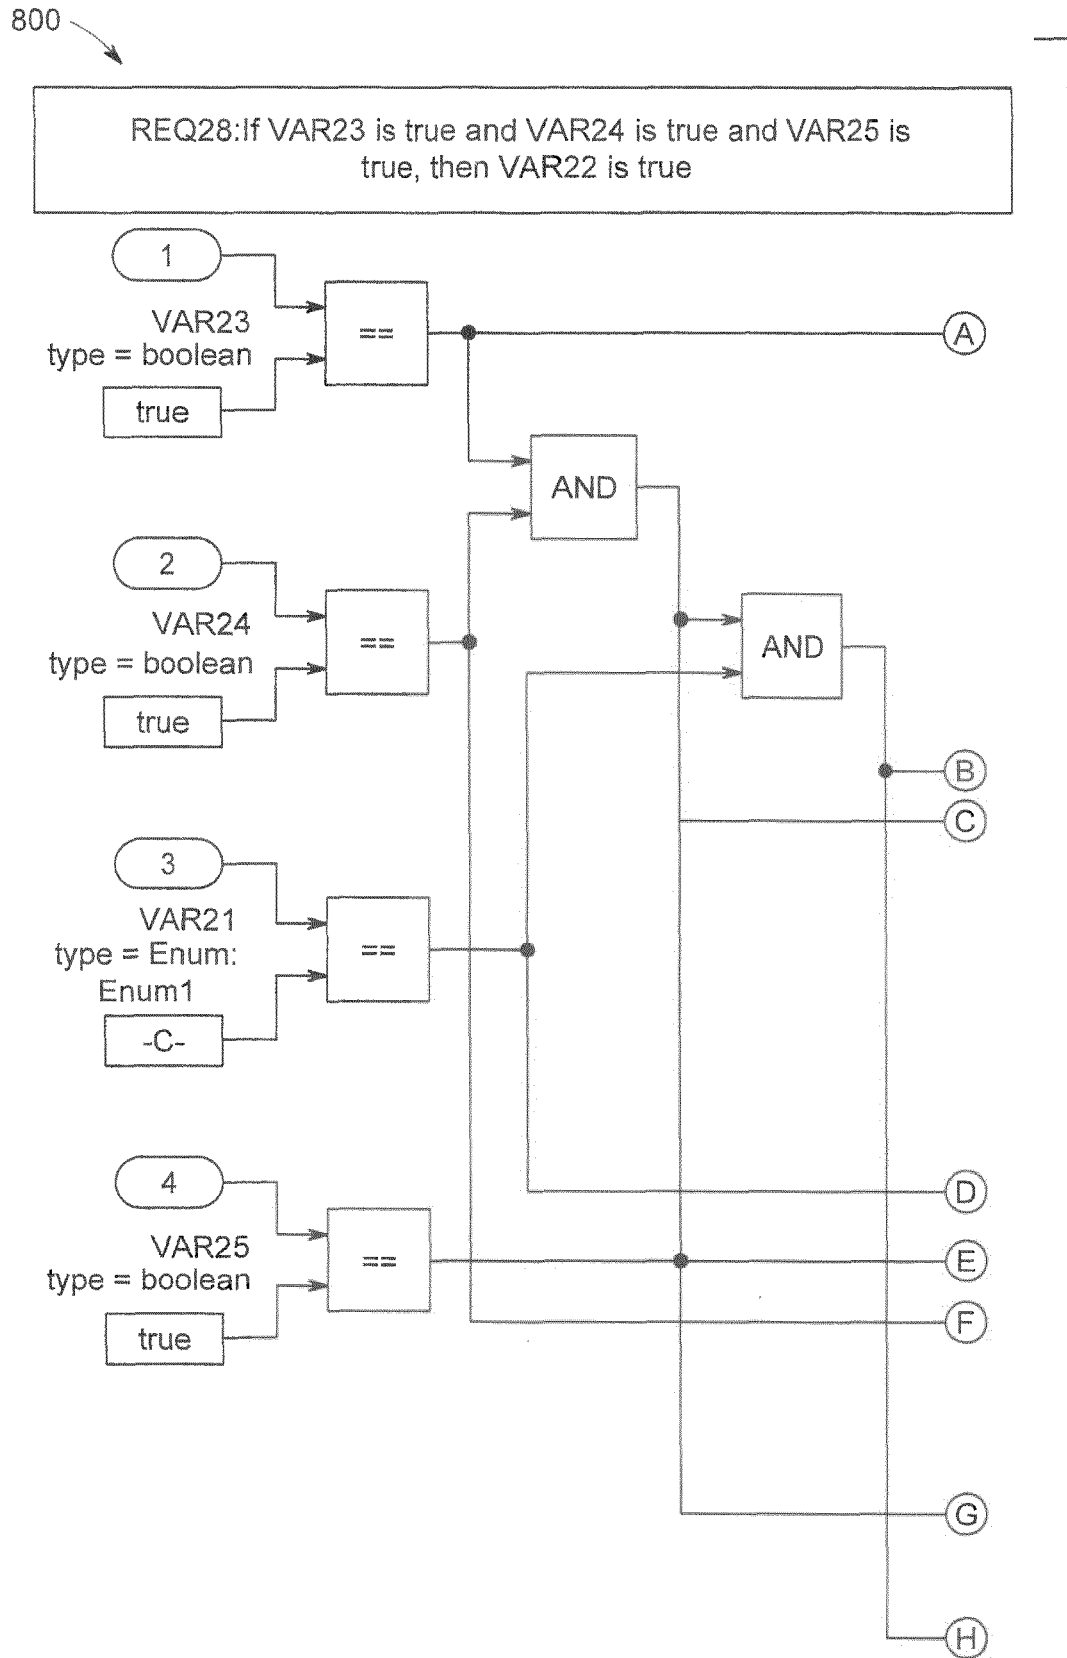 800
REQ28:If VAR23 is true and VAR24 is true and VAR25 is
true, then VAR22 is true
1
VAR23
type = boolean
true
==
A
AND
2
VAR24
type = boolean
true
==
AND
B
C
3
VAR21
type = Enum:
Enum1
-C-
==
D
4
VAR25
type = boolean
true
==
E
F
G
H